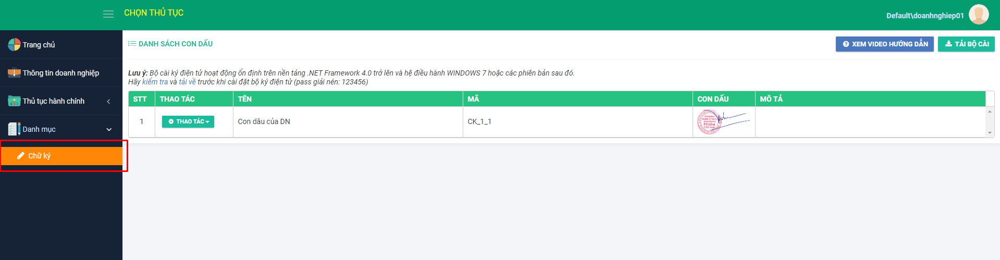 CHỌN THỦ TỤC
Default\doanhnghiep01
Trang chủ
Thông tin doanh nghiệp
Thủ tục hành chính
Danh mục
Chữ ký
DANH SÁCH CON DẤU
XEM VIDEO HƯỚNG DẪN
TẢI BỘ CÀI
Lưu ý: Bộ cài ký điện tử hoạt động ổn định trên nền tảng .NET Framework 4.0 trở lên và hệ điều hành WINDOWS 7 hoặc các phiên bản sau đó.
Hãy kiểm tra và tải về trước khi cài đặt bộ ký điện tử (pass giải nén: 123456)
STT THAO TÁC TÊN MÃ CON DẤU MÔ TẢ
1 THAO TÁC Con dâu của DN CK_1_1
STADA
VIỆT NAM